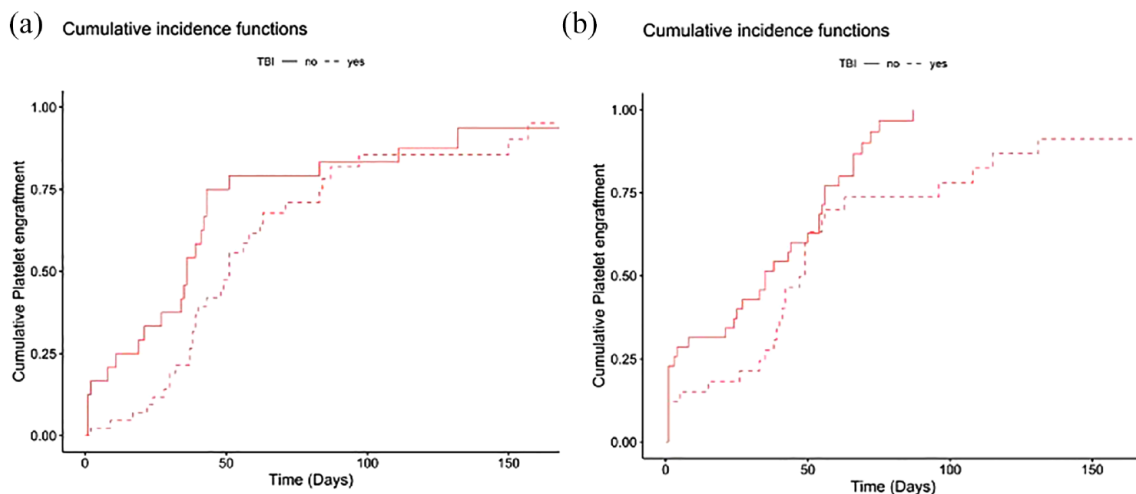 (a) Cumulative incidence functions
TBI no yes
Cumulative Platelet engraftment
1.00
0.75
0.50
0.25
0.00
0 50 100 150
Time (Days)
(b) Cumulative incidence functions
TBI no yes
Cumulative Platelet engraftment
1.00
0.75
0.50
0.25
0.00
0 50 100 150
Time (Days)